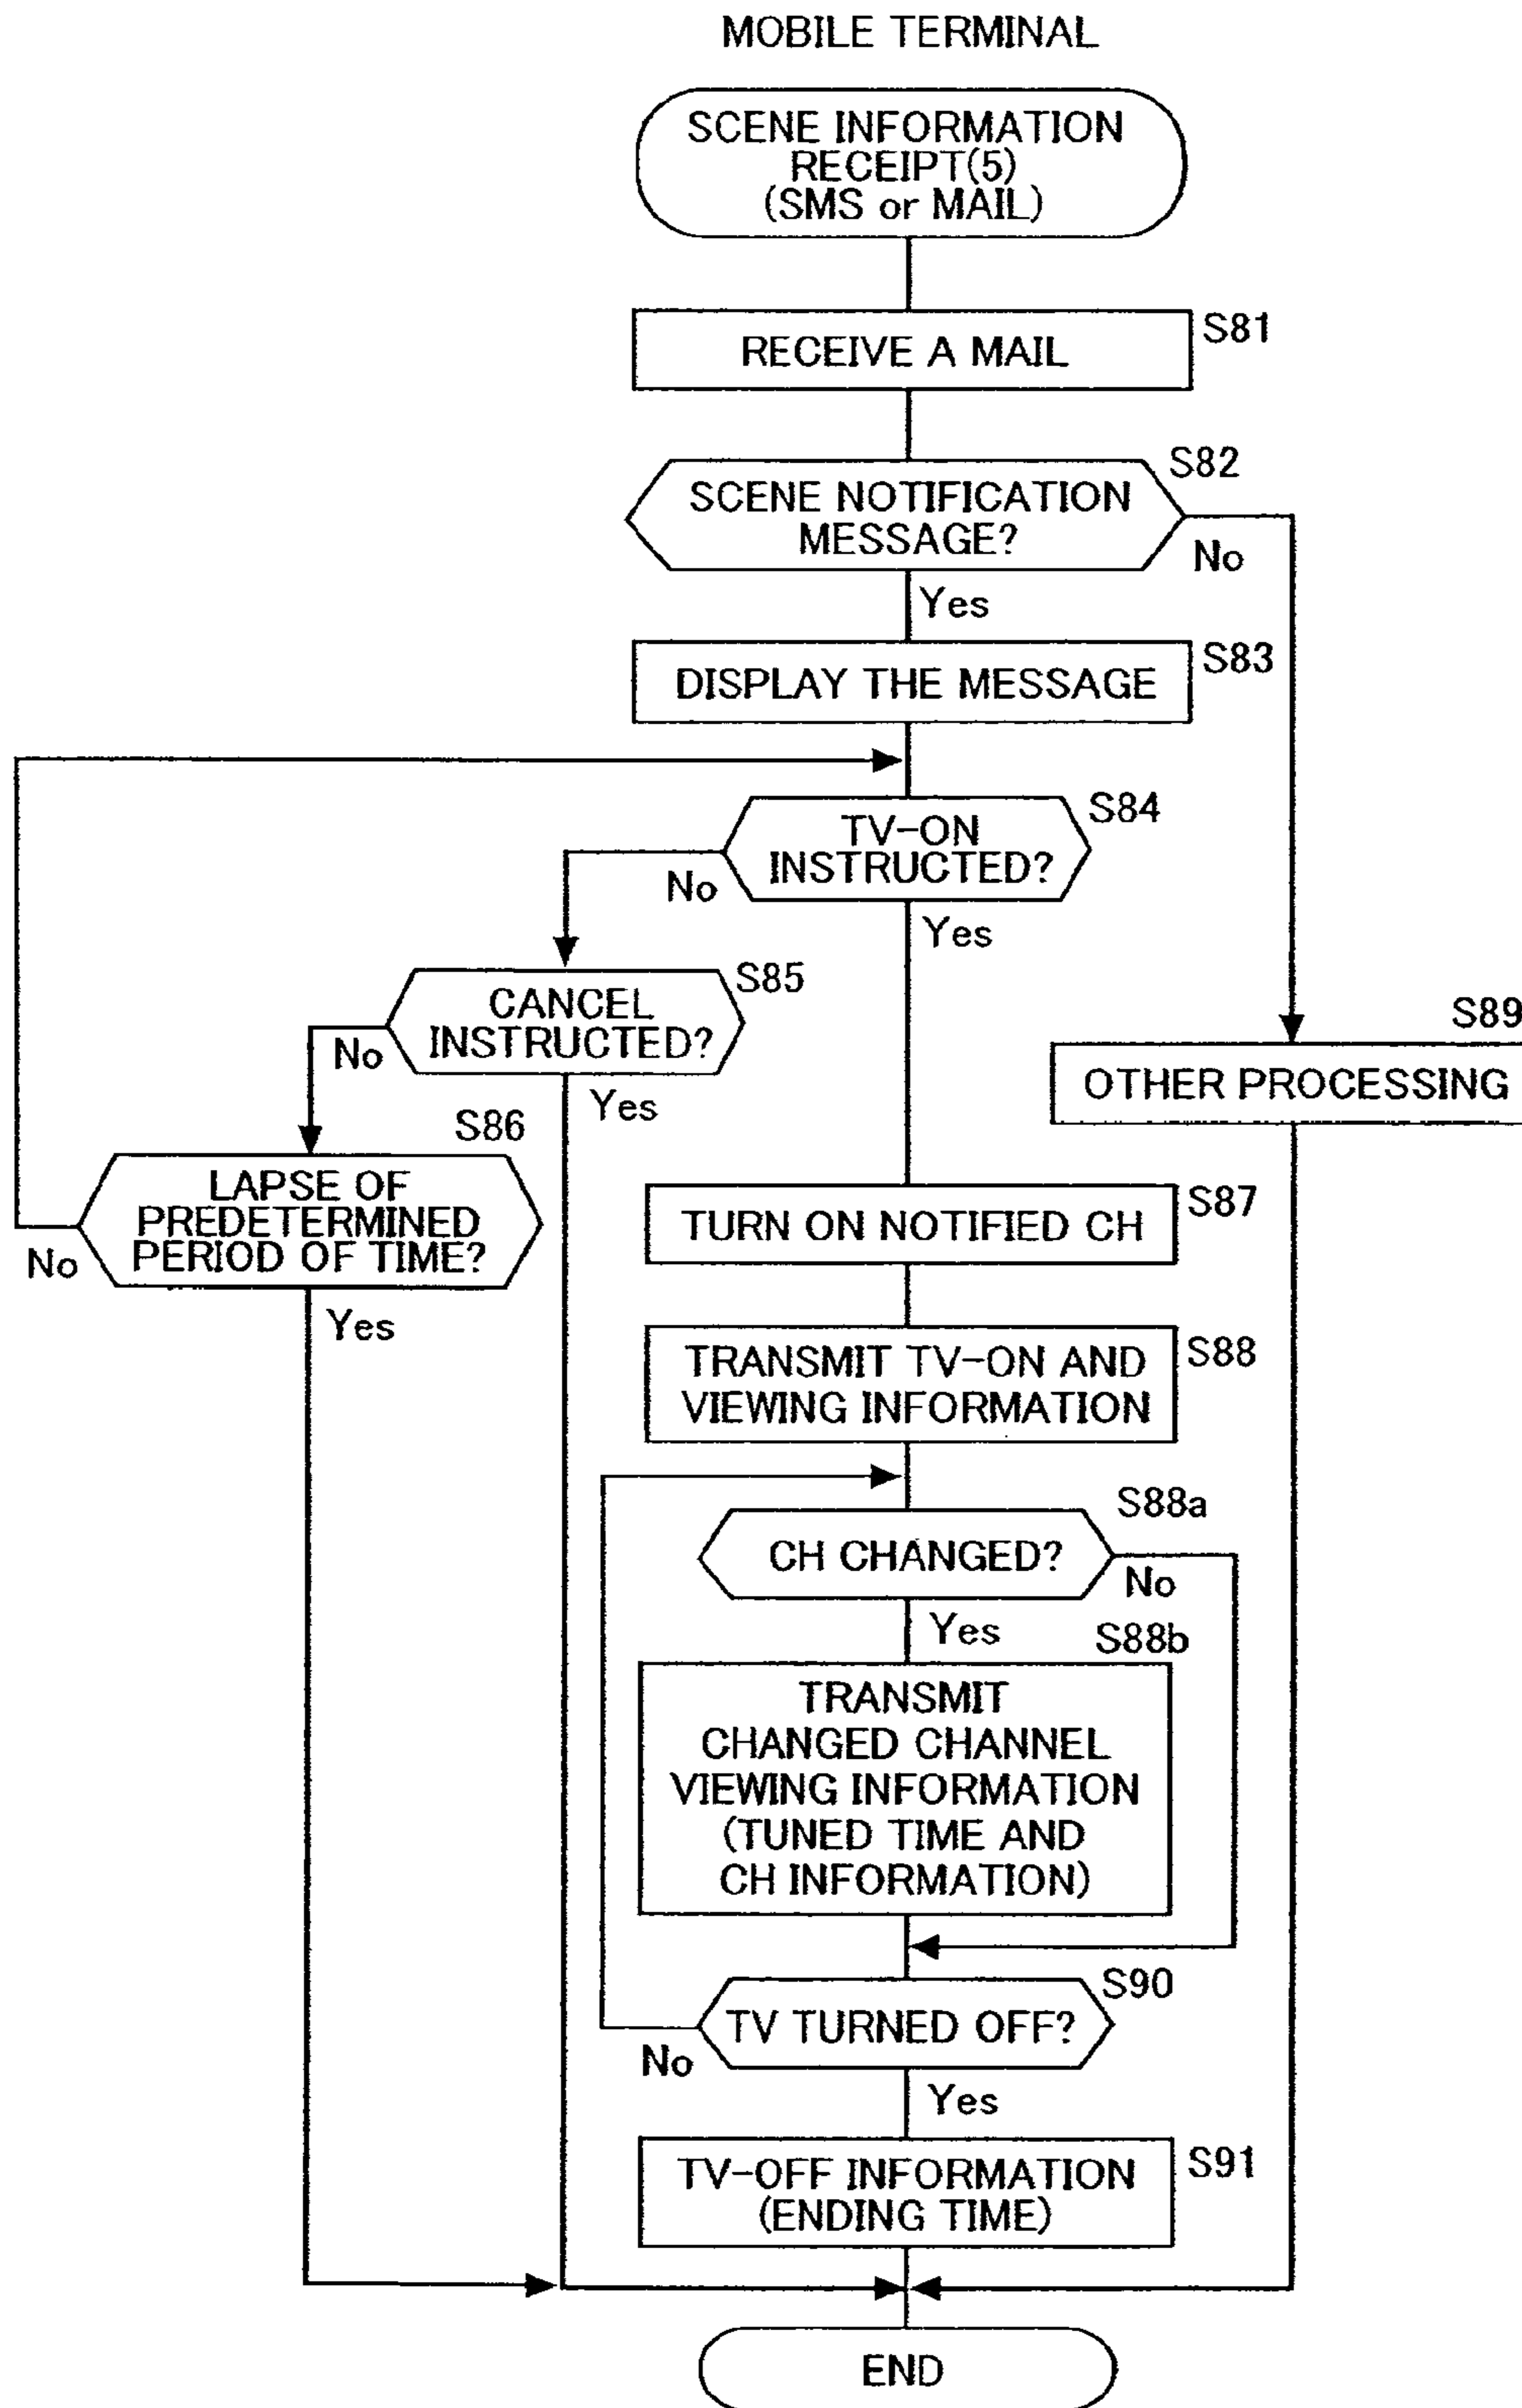 MOBILE TERMINAL
SCENE INFORMATION
RECEIPT(5)
(SMS or MAIL)
RECEIVE A MAIL
S81
SCENE NOTIFICATION
MESSAGE?
S82
No
Yes
DISPLAY THE MESSAGE
S83
TV-ON
INSTRUCTED?
S84
No
Yes
CANCEL
INSTRUCTED?
S85
No
Yes
S89
OTHER PROCESSING
S86
LAPSE OF
PREDETERMINED
PERIOD OF TIME?
No
Yes
TURN ON NOTIFIED CH
S87
TRANSMIT TV-ON AND
VIEWING INFORMATION
S88
CH CHANGED?
S88a
No
Yes
S88b
TRANSMIT
CHANGED CHANNEL
VIEWING INFORMATION
(TUNED TIME AND
CH INFORMATION)
TV TURNED OFF?
S90
No
Yes
TV-OFF INFORMATION
(ENDING TIME)
S91
END